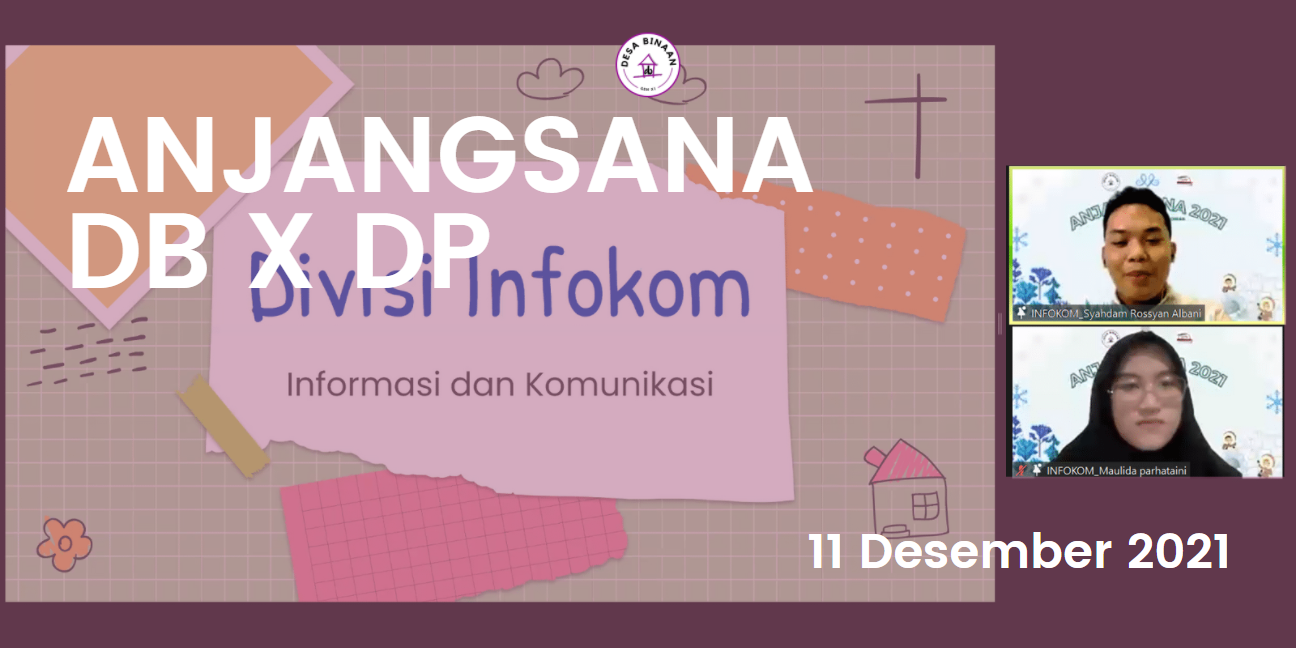 DESA BINAAN
ANJANGSANA
DB X DP
Divisi Infokom
Informasi dan Komunikasi
11 Desember 2021
ANJANGSANA 2021
INFOKOM_Syahdam Rossyan Albani
ANJANGSANA 2021
INFOKOM_Maulida parhataini